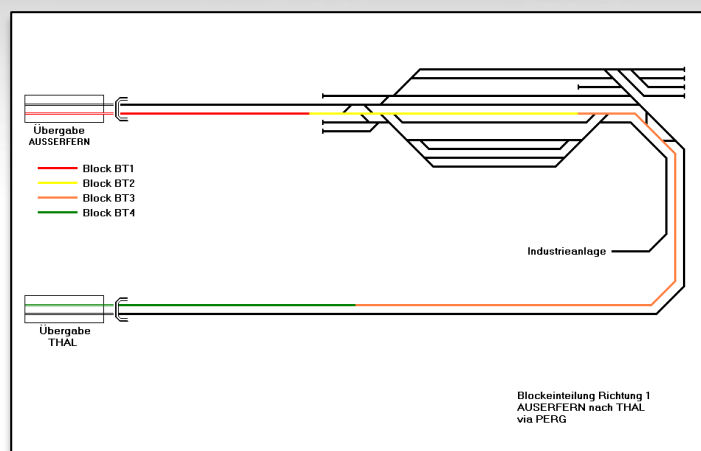 Übergabe
AUSSERFERN
Block BT1
Block BT2
Block BT3
Block BT4
Industrieanlage
Übergabe
THAL
Blockeinteilung Richtung 1
AUSERFERN nach THAL
via PERG